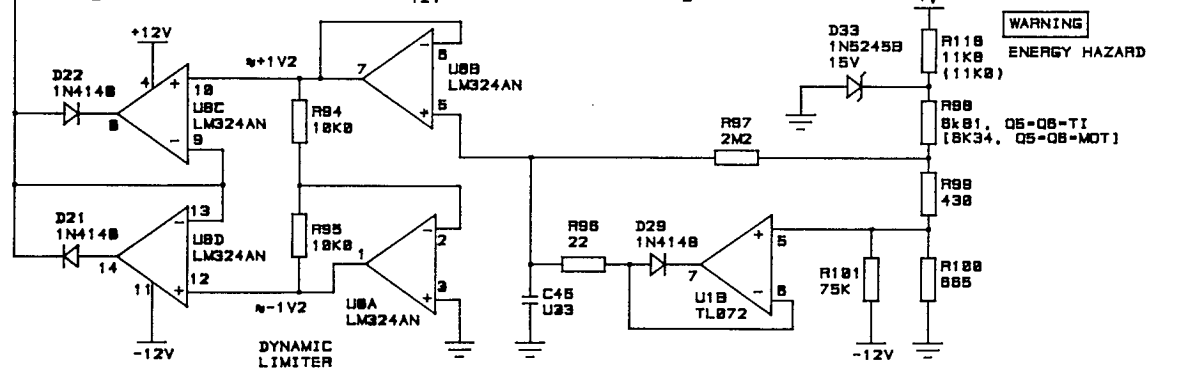 +12V
D22
1N4148
4
8
+
10
U8C
LM324AN
-
9
≈+1V2
7
-
6
U8B
LM324AN
5
+
R94
10K0
D33
1N5245B
15V
R118
11K8
(11K0)
WARNING
ENERGY HAZARD
R98
8k81, Q5-Q8=TI
[8K34, Q5-Q8=MOT]
R97
2M2
R99
430
D21
1N4148
14
11
-
13
U8D
LM324AN
12
+
-12V
R95
10K0
≈-1V2
1
-
2
3
+
U8A
LM324AN
DYNAMIC
LIMITER
R96
22
D29
1N4148
C45
U33
7
+
5
-
6
U1B
TL072
R101
75K
-12V
R100
665